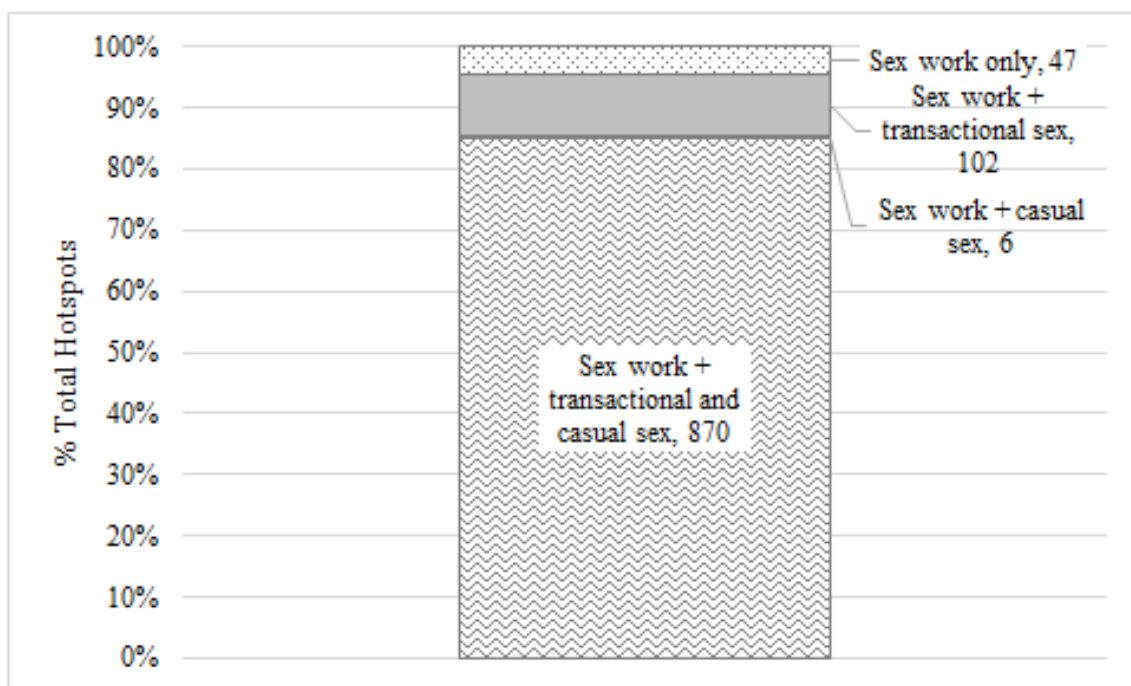 % Total Hotspots
100%
90%
80%
70%
60%
50%
40%
30%
20%
10%
0%
Sex work only, 47
Sex work +
transactional sex,
102
Sex work + casual
sex, 6
Sex work +
transactional and
casual sex, 870